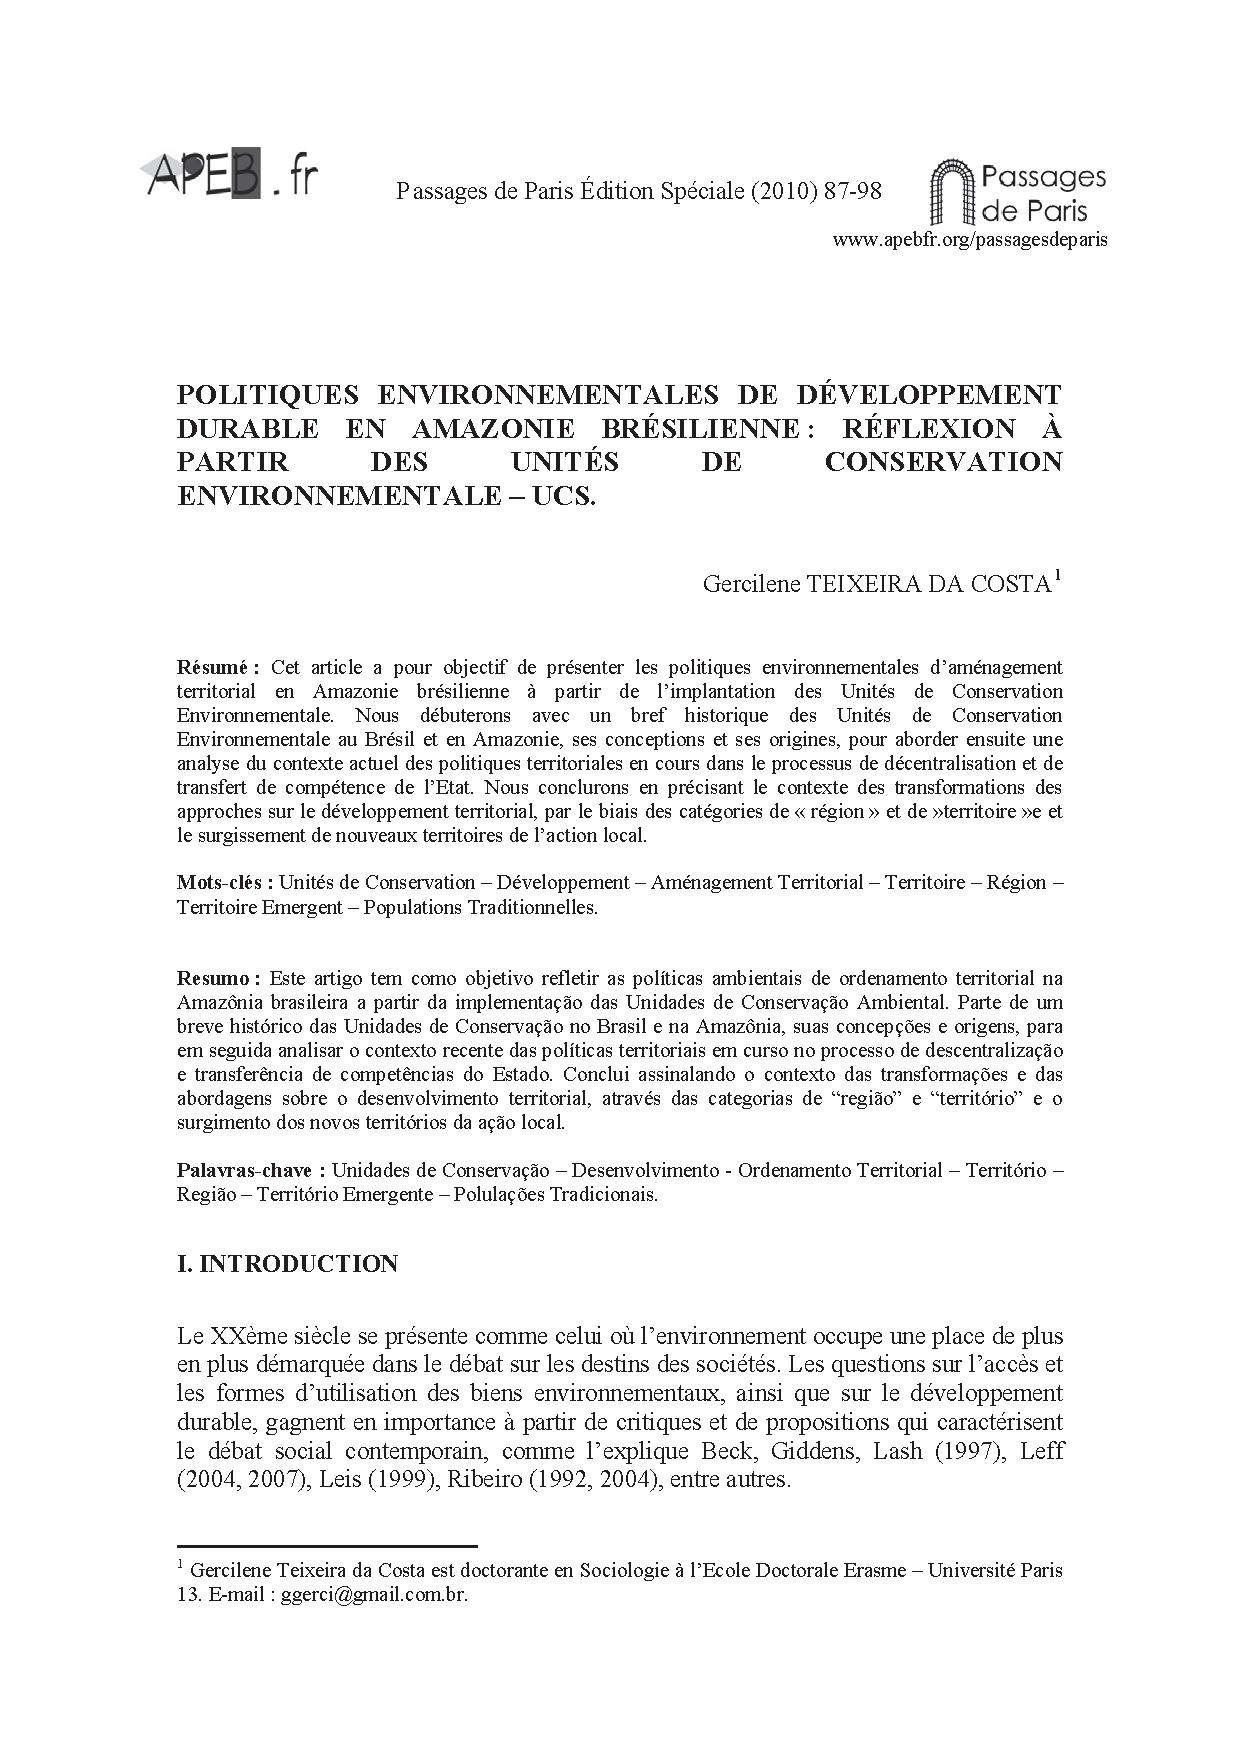 APEB.fr
Passages de Paris Édition Spéciale (2010) 87-98
Passages
de Paris
www.apebfr.org/passagesdeparis
POLITIQUES ENVIRONNEMENTALES DE DÉVELOPPEMENT
DURABLE EN AMAZONIE BRÉSILIENNE : RÉFLEXION À
PARTIR DES UNITÉS DE CONSERVATION
ENVIRONNEMENTALE – UCS.
Gercilene TEIXEIRA DA COSTA1
Résumé : Cet article a pour objectif de présenter les politiques environnementales d’aménagement
territorial en Amazonie brésilienne à partir de l’implantation des Unités de Conservation
Environnementale. Nous débuterons avec un bref historique des Unités de Conservation
Environnementale au Brésil et en Amazonie, ses conceptions et ses origines, pour aborder ensuite une
analyse du contexte actuel des politiques territoriales en cours dans le processus de décentralisation et de
transfert de compétence de l’Etat. Nous conclurons en précisant le contexte des transformations des
approches sur le développement territorial, par le biais des catégories de « région » et de »territoire »e et
le surgissement de nouveaux territoires de l’action local.
Mots-clés : Unités de Conservation – Développement – Aménagement Territorial – Territoire – Région –
Territoire Emergent – Populations Traditionnelles.
Resumo : Este artigo tem como objetivo refletir as políticas ambientais de ordenamento territorial na
Amazônia brasileira a partir da implementação das Unidades de Conservação Ambiental. Parte de um
breve histórico das Unidades de Conservação no Brasil e na Amazônia, suas concepções e origens, para
em seguida analisar o contexto recente das políticas territoriais em curso no processo de descentralização
e transferência de competências do Estado. Conclui assinalando o contexto das transformações e das
abordagens sobre o desenvolvimento territorial, através das categorias de “região” e “território” e o
surgimento dos novos territórios da ação local.
Palavras-chave : Unidades de Conservação – Desenvolvimento - Ordenamento Territorial – Território –
Região – Território Emergente – Polulações Tradicionais.
I. INTRODUCTION
Le XXème siècle se présente comme celui où l’environnement occupe une place de plus
en plus démarquée dans le débat sur les destins des sociétés. Les questions sur l’accès et
les formes d’utilisation des biens environnementaux, ainsi que sur le développement
durable, gagnent en importance à partir de critiques et de propositions qui caractérisent
le débat social contemporain, comme l’explique Beck, Giddens, Lash (1997), Leff
(2004, 2007), Leis (1999), Ribeiro (1992, 2004), entre autres.
1 Gercilene Teixeira da Costa est doctorante en Sociologie à l’Ecole Doctorale Erasme – Université Paris
13. E-mail : ggerci@gmail.com.br.